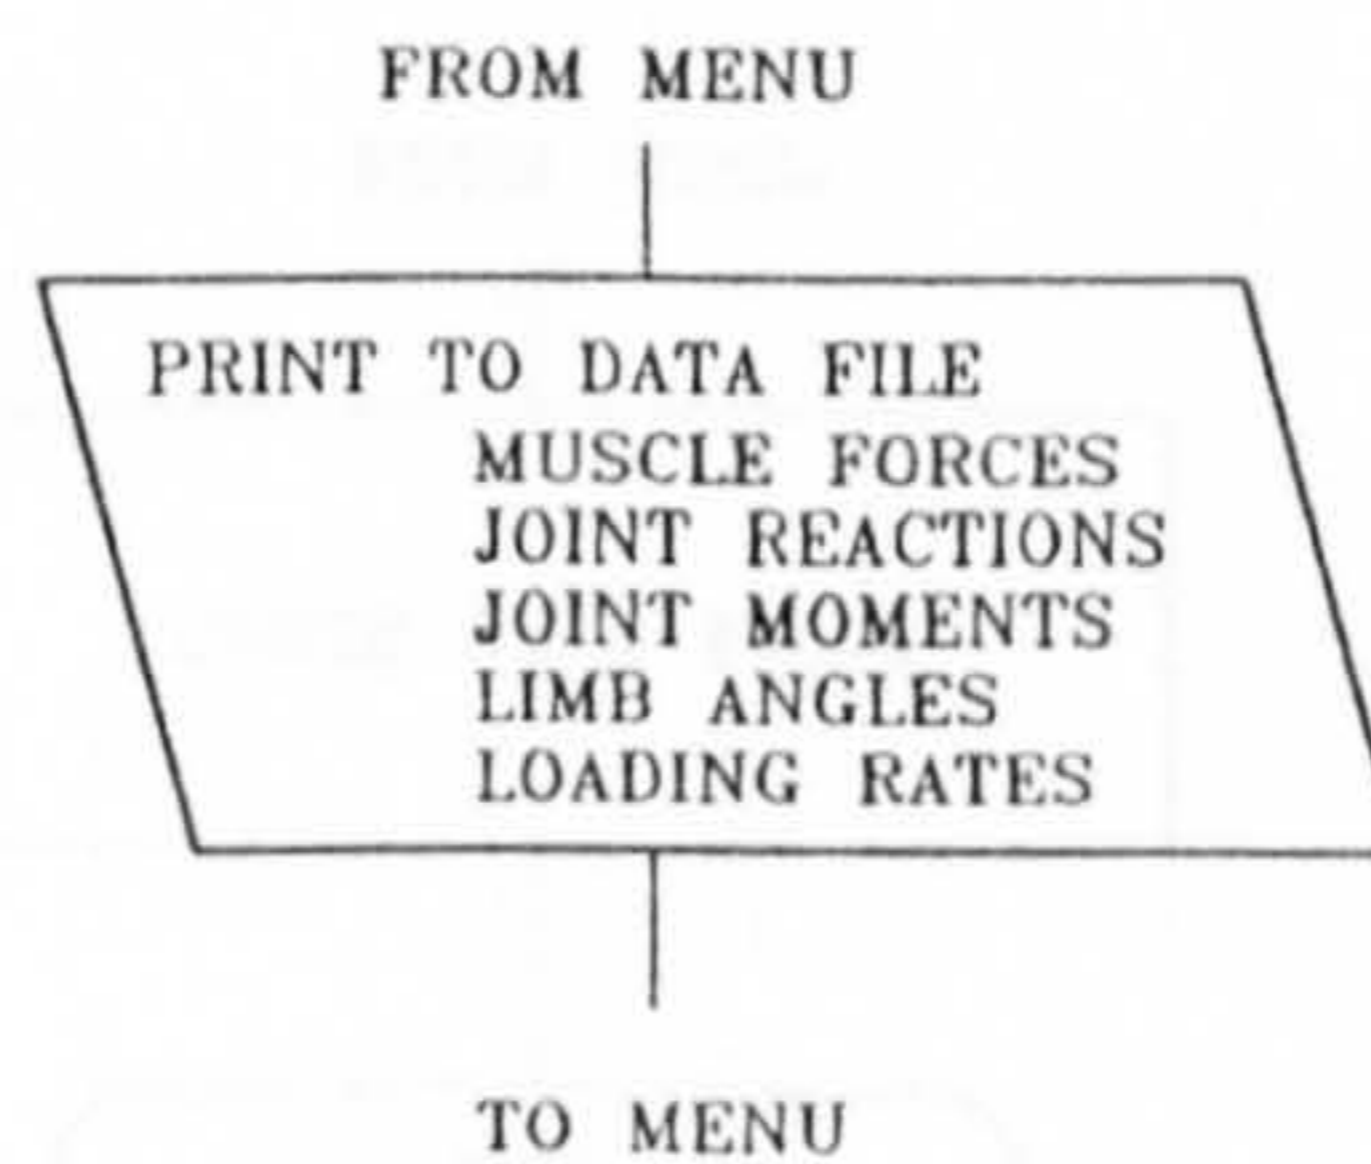 FROM MENU
PRINT TO DATA FILE
MUSCLE FORCES
JOINT REACTIONS
JOINT MOMENTS
LIMB ANGLES
LOADING RATES
TO MENU